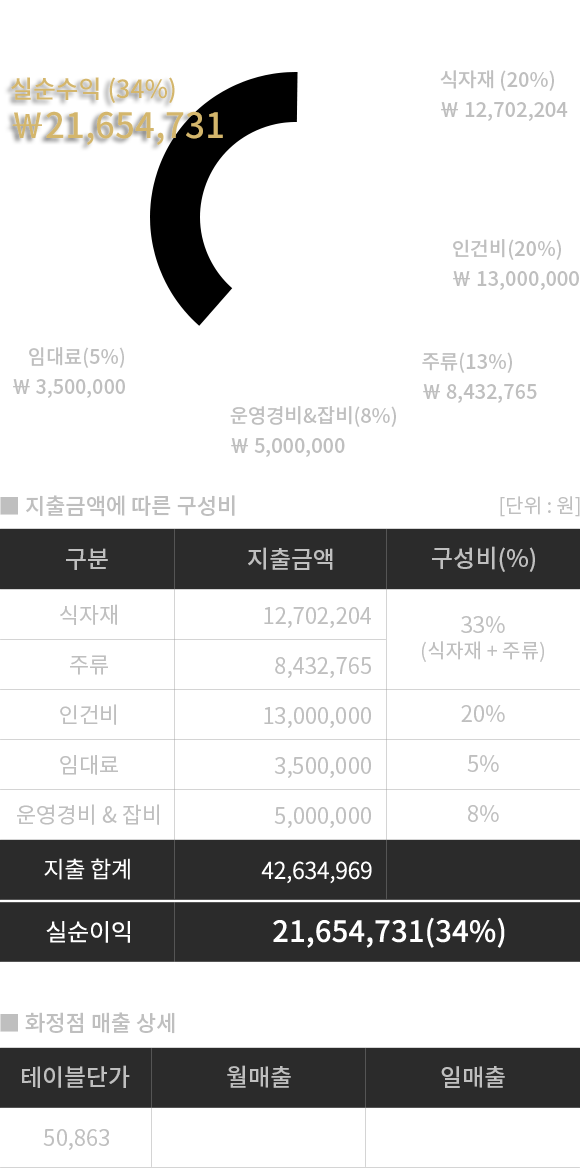 실순수익 (34%)
₩21,654,731
식자재 (20%)
₩ 12,702,204
인건비(20%)
₩ 13,000,000
임대료(5%)
₩ 3,500,000
주류(13%)
₩ 8,432,765
운영경비&잡비(8%)
₩ 5,000,000
■ 지출금액에 따른 구성비 [단위 : 원]
구분 지출금액 구성비(%)
식자재 12,702,204 33%
(식자재 + 주류)
주류 8,432,765
인건비 13,000,000 20%
임대료 3,500,000 5%
운영경비 & 잡비 5,000,000 8%
지출 합계 42,634,969
실순이익 21,654,731(34%)
■ 화정점 매출 상세
테이블단가 월매출 일매출
50,863